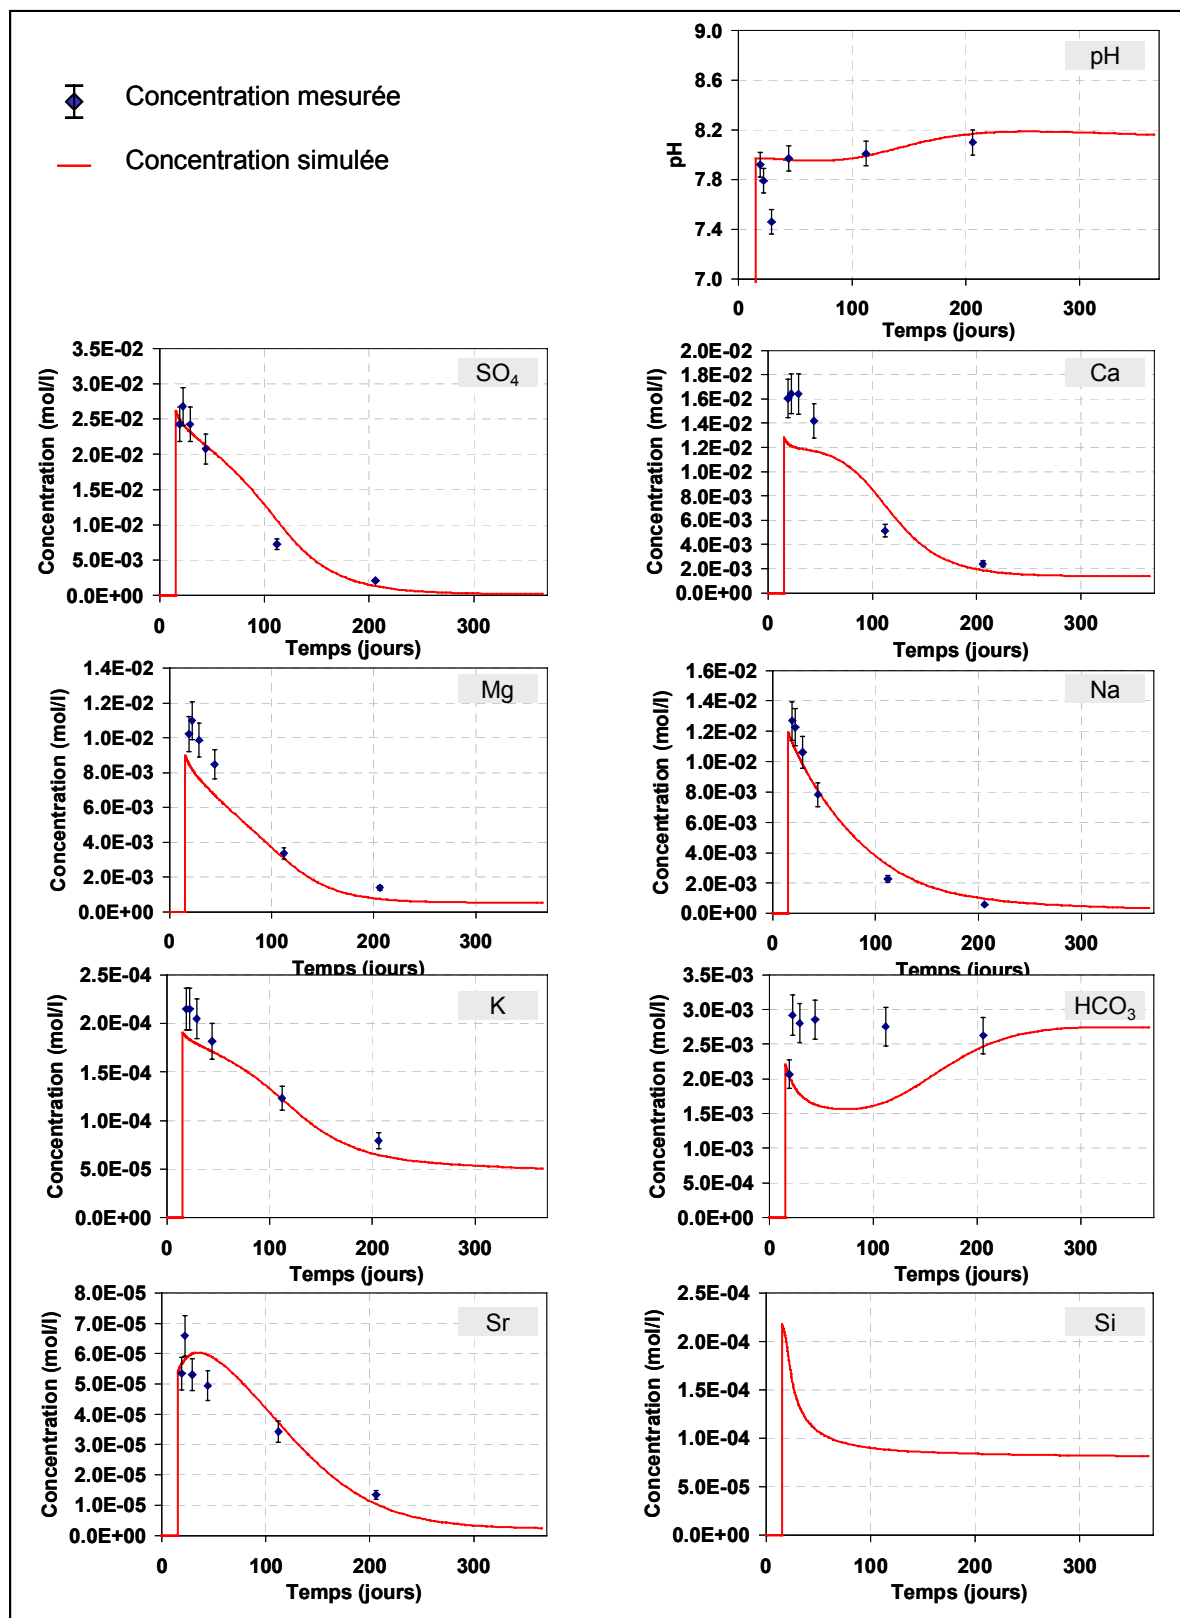 Concentration mesurée
Concentration simulée
pH
pH
9.0
8.6
8.2
7.8
7.4
7.0
0 100 200 300
Temps (jours)
SO4
Concentration (mol/l)
3.5E-02
3.0E-02
2.5E-02
2.0E-02
1.5E-02
1.0E-02
5.0E-03
0.0E+00
0 100 200 300
Temps (jours)
Ca
Concentration (mol/l)
2.0E-02
1.8E-02
1.6E-02
1.4E-02
1.2E-02
1.0E-02
8.0E-03
6.0E-03
4.0E-03
2.0E-03
0.0E+00
0 100 200 300
Temps (jours)
Mg
Concentration (mol/l)
1.4E-02
1.2E-02
1.0E-02
8.0E-03
6.0E-03
4.0E-03
2.0E-03
0.0E+00
0 100 200 300
Temps (jours)
Na
Concentration (mol/l)
1.6E-02
1.4E-02
1.2E-02
1.0E-02
8.0E-03
6.0E-03
4.0E-03
2.0E-03
0.0E+00
0 100 200 300
Temps (jours)
K
Concentration (mol/l)
2.5E-04
2.0E-04
1.5E-04
1.0E-04
5.0E-05
0.0E+00
0 100 200 300
Temps (jours)
HCO3
Concentration (mol/l)
3.5E-03
3.0E-03
2.5E-03
2.0E-03
1.5E-03
1.0E-03
5.0E-04
0.0E+00
0 100 200 300
Temps (jours)
Sr
Concentration (mol/l)
8.0E-05
7.0E-05
6.0E-05
5.0E-05
4.0E-05
3.0E-05
2.0E-05
1.0E-05
0.0E+00
0 100 200 300
Temps (jours)
Si
Concentration (mol/l)
2.5E-04
2.0E-04
1.5E-04
1.0E-04
5.0E-05
0.0E+00
0 100 200 300
Temps (jours)